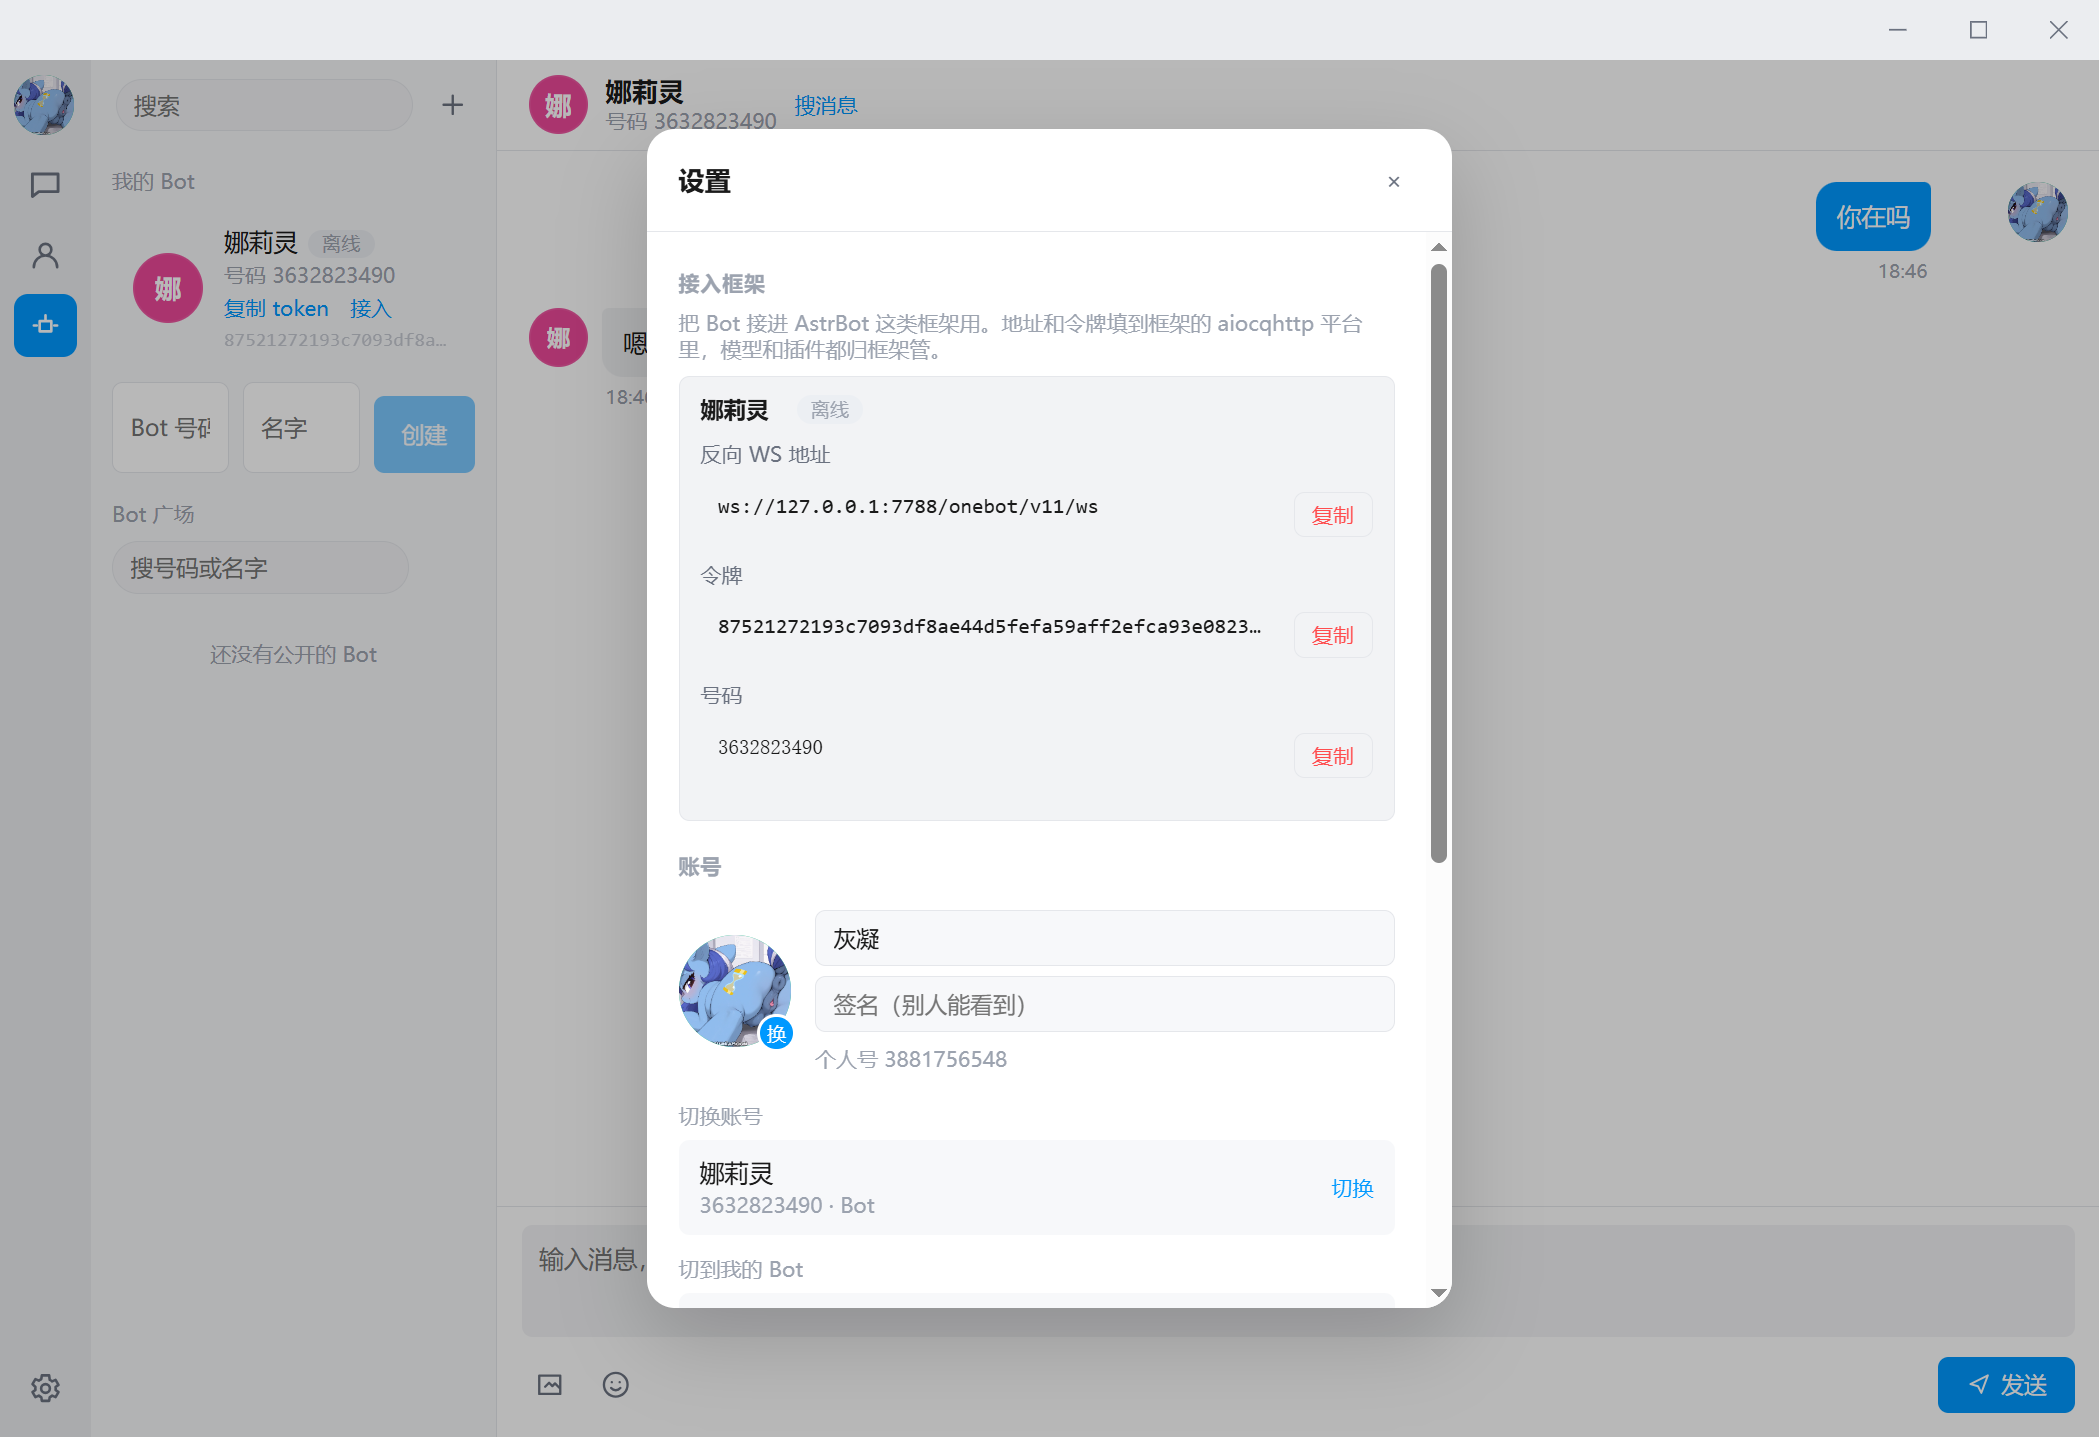 搜索
我的 Bot
娜
娜莉灵 离线
号码 3632823490
复制 token 接入
87521272193c7093df8a…
Bot 号码
名字
创建
Bot 广场
搜号码或名字
还没有公开的 Bot
娜
娜莉灵
号码 3632823490
搜消息
你在吗
18:46
娜
嗯
18:46
设置
×
接入框架
把 Bot 接进 AstrBot 这类框架用。地址和令牌填到框架的 aiocqhttp 平台
里，模型和插件都归框架管。
娜莉灵 离线
反向 WS 地址
ws://127.0.0.1:7788/onebot/v11/ws
复制
令牌
87521272193c7093df8ae44d5fefa59aff2efca93e0823…
复制
号码
3632823490
复制
账号
换
灰凝
签名（别人能看到）
个人号 3881756548
切换账号
娜莉灵
3632823490 · Bot
切换
切到我的 Bot
输入消息，
发送